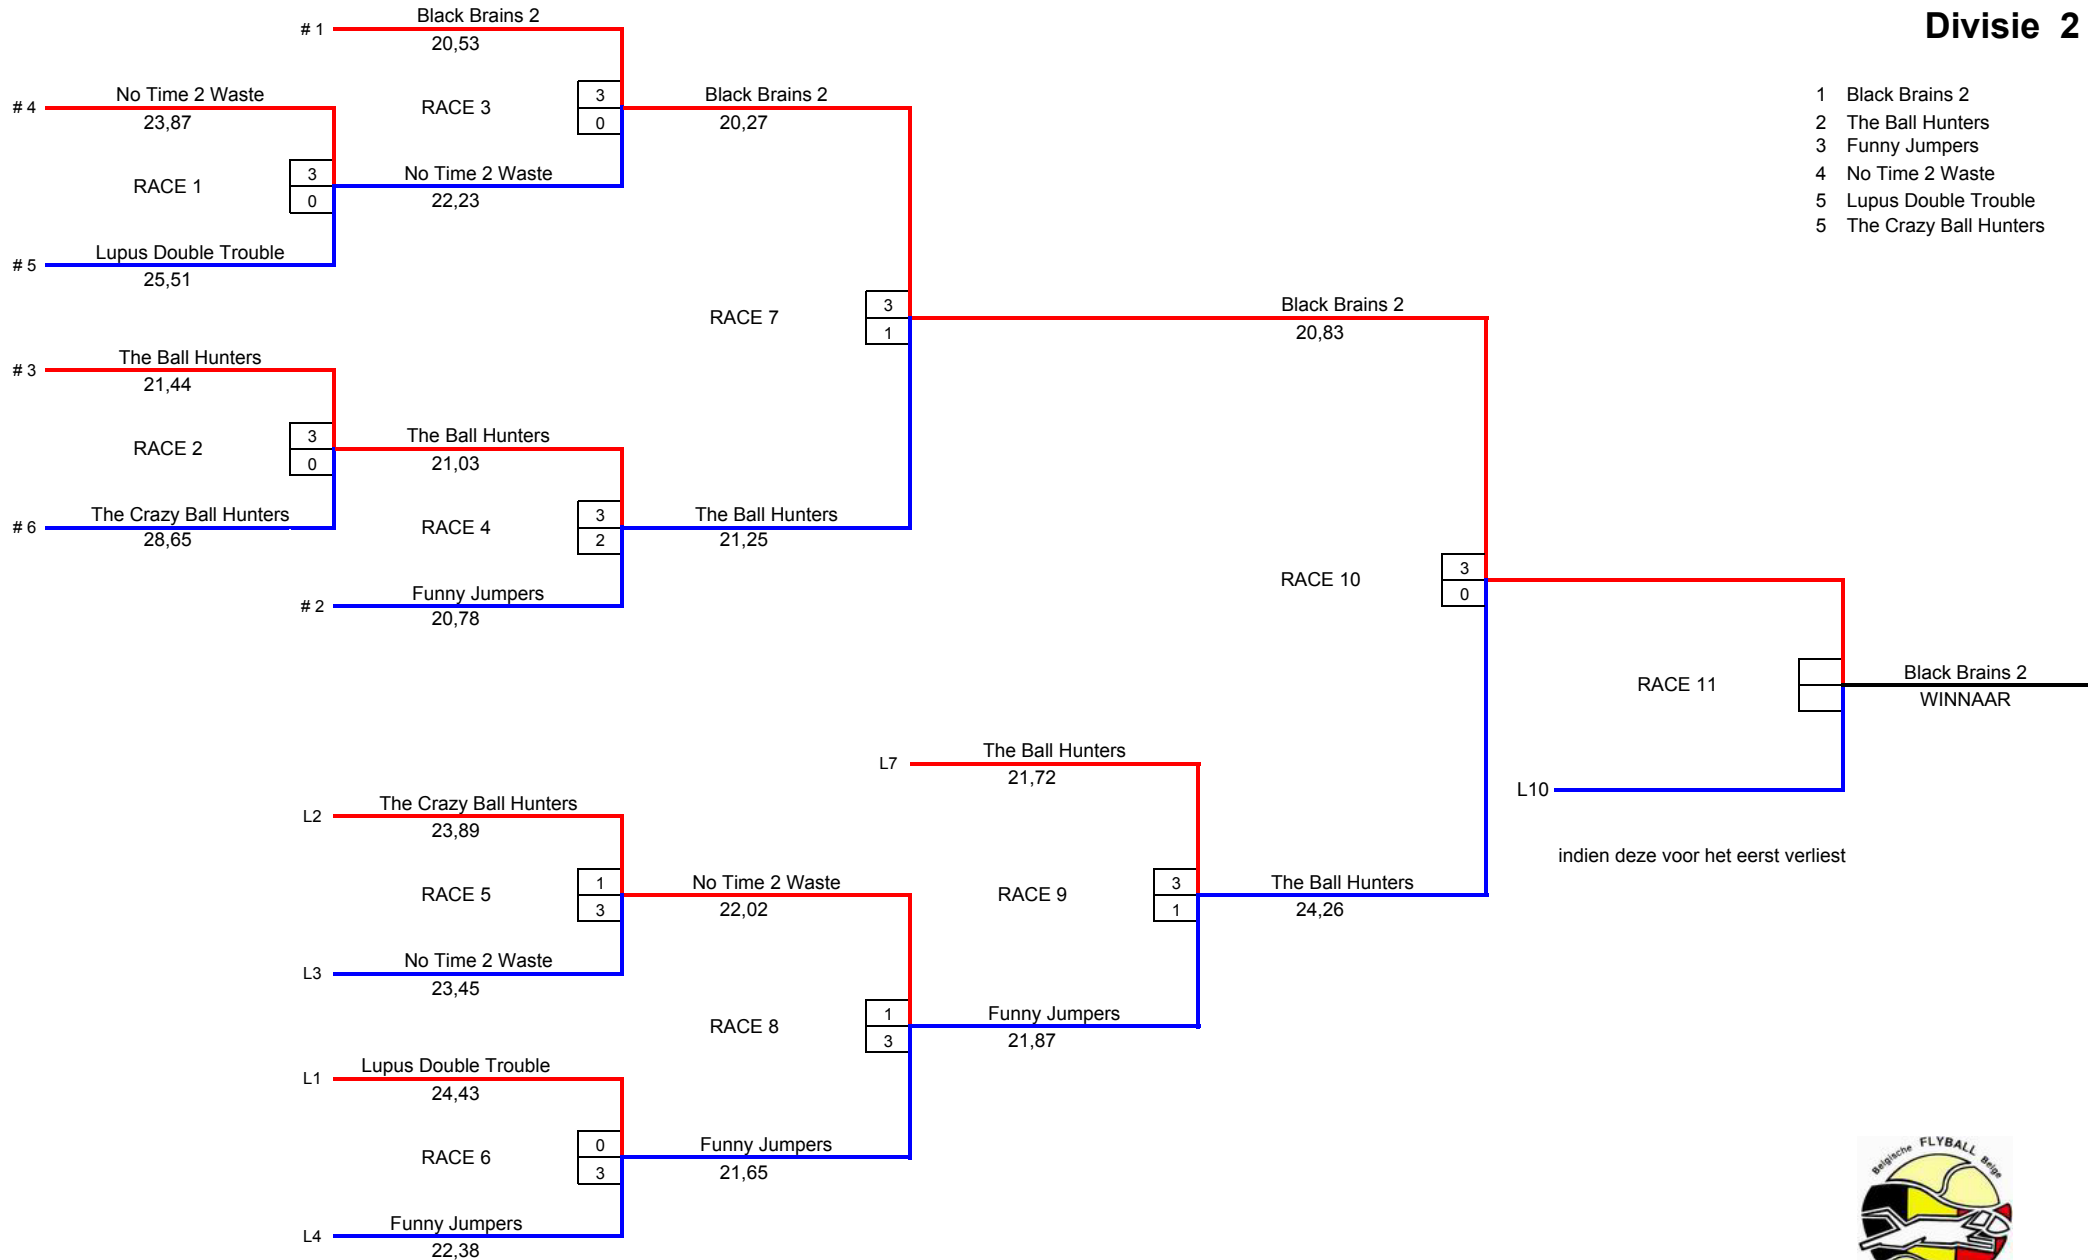 Divisie 2
1 Black Brains 2
2 The Ball Hunters
3 Funny Jumpers
4 No Time 2 Waste
5 Lupus Double Trouble
5 The Crazy Ball Hunters
# 1 Black Brains 2
20,53
# 4 No Time 2 Waste
23,87
RACE 3
3
0
Black Brains 2
20,27
RACE 1
3
0
No Time 2 Waste
22,23
# 5 Lupus Double Trouble
25,51
RACE 7
3
1
Black Brains 2
20,83
# 3 The Ball Hunters
21,44
RACE 2
3
0
The Ball Hunters
21,03
# 6 The Crazy Ball Hunters
28,65
RACE 4
3
2
The Ball Hunters
21,25
# 2 Funny Jumpers
20,78
RACE 10
3
0
RACE 11
Black Brains 2
WINNAAR
L7 The Ball Hunters
21,72
L10
indien deze voor het eerst verliest
L2 The Crazy Ball Hunters
23,89
RACE 5
1
3
No Time 2 Waste
22,02
RACE 9
3
1
The Ball Hunters
24,26
L3 No Time 2 Waste
23,45
RACE 8
1
3
Funny Jumpers
21,87
L1 Lupus Double Trouble
24,43
RACE 6
0
3
Funny Jumpers
21,65
L4 Funny Jumpers
22,38
Belgische FLYBALL Belge